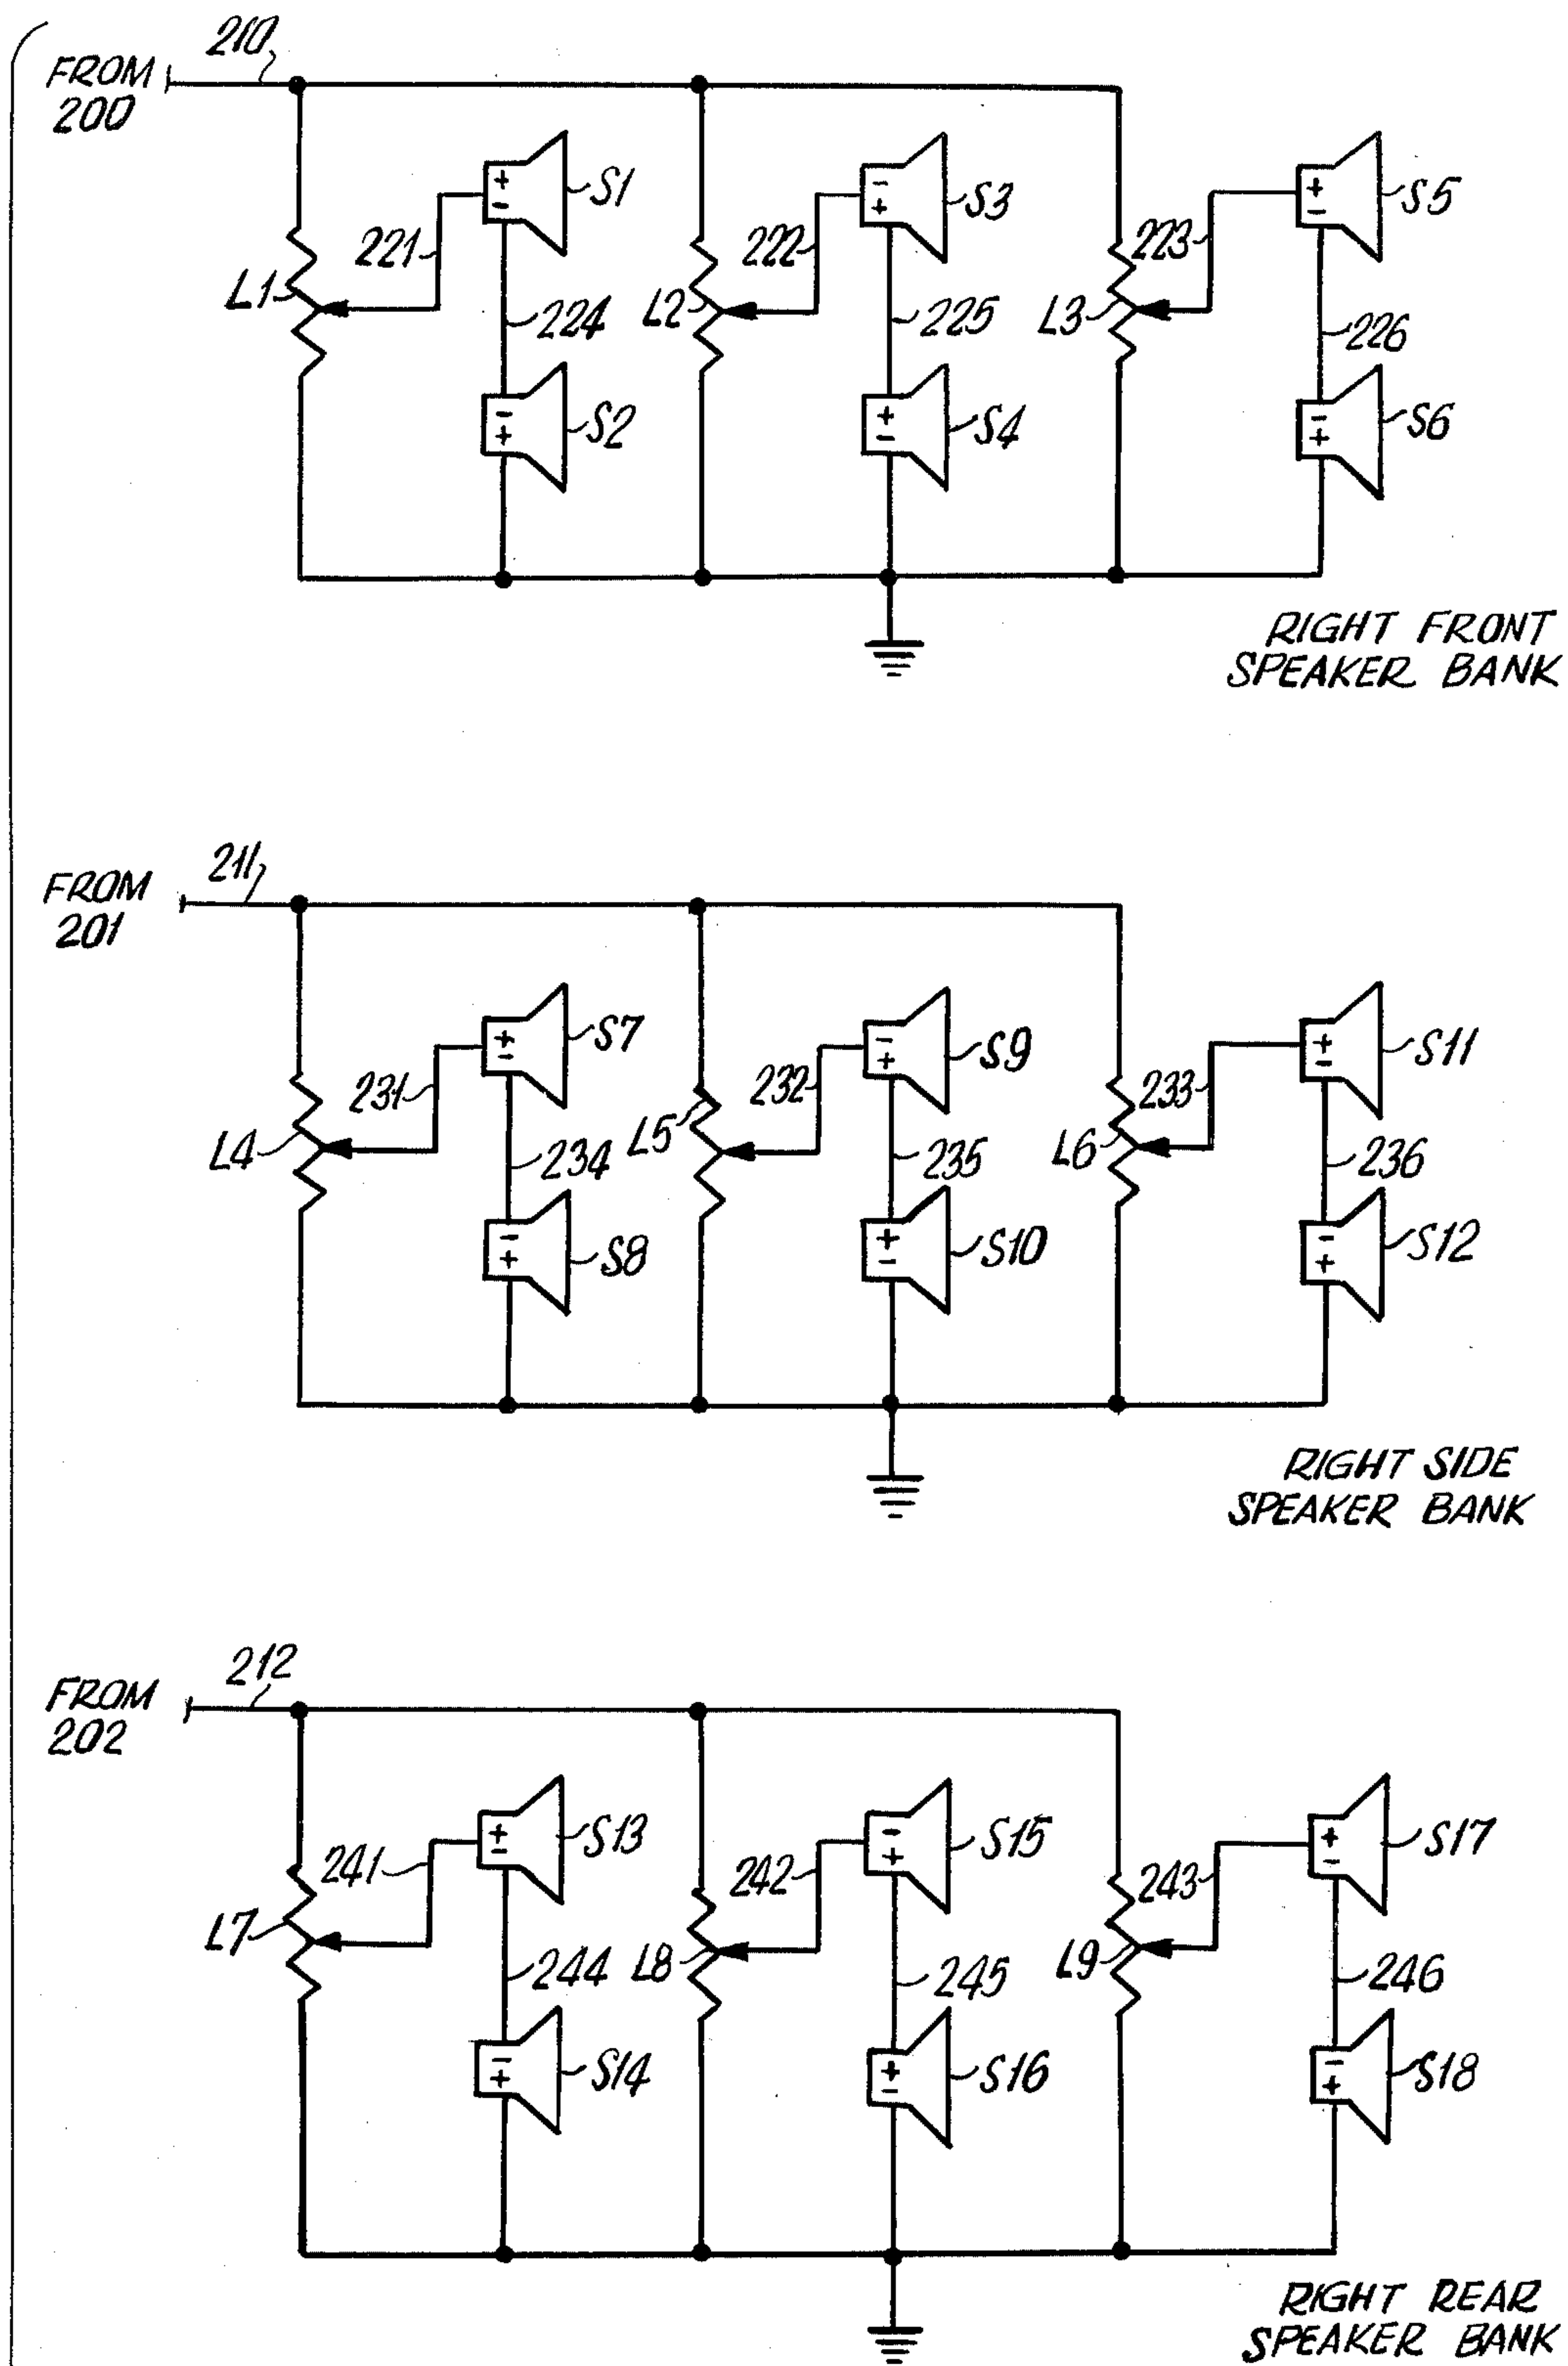 210
FROM
200
S1
S3
S5
221
222
223
L1
L2
L3
224
225
226
S2
S4
S6
RIGHT FRONT
SPEAKER BANK
211
FROM
201
S7
S9
S11
231
232
233
L4
L5
L6
234
235
236
S8
S10
S12
RIGHT SIDE
SPEAKER BANK
212
FROM
202
S13
S15
S17
241
242
243
L7
L8
L9
244
245
246
S14
S16
S18
RIGHT REAR
SPEAKER BANK